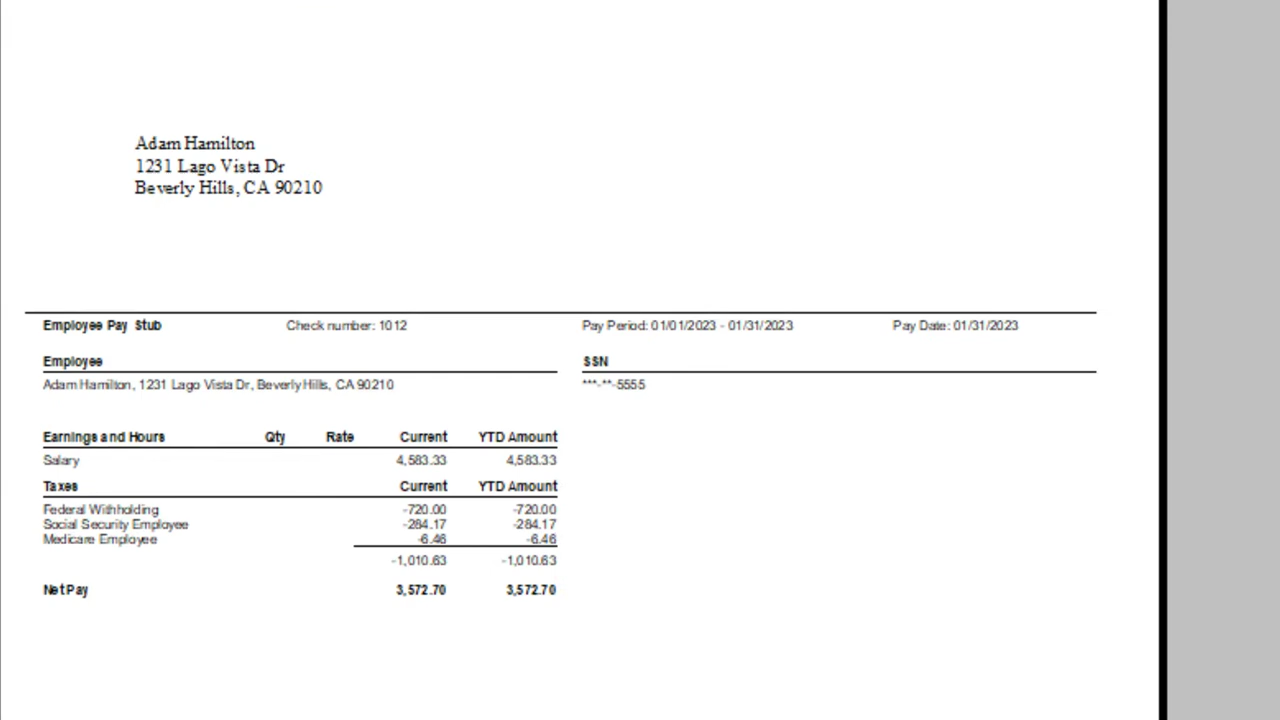 Adam Hamilton
1231 Lago Vista Dr
Beverly Hills, CA 90210
Employee Pay Stub Check number: 1012 Pay Period: 01/01/2023 - 01/31/2023 Pay Date: 01/31/2023
Employee SSN
Adam Hamilton, 1231 Lago Vista Dr, Beverly Hills, CA 90210 ***-**-5555
Earnings and Hours Qty Rate Current YTD Amount
Salary 4,583.33 4,583.33
Taxes Current YTD Amount
Federal Withholding -720.00 -720.00
Social Security Employee -284.17 -284.17
Medicare Employee -6.46 -6.46
-1,010.63 -1,010.63
Net Pay 3,572.70 3,572.70